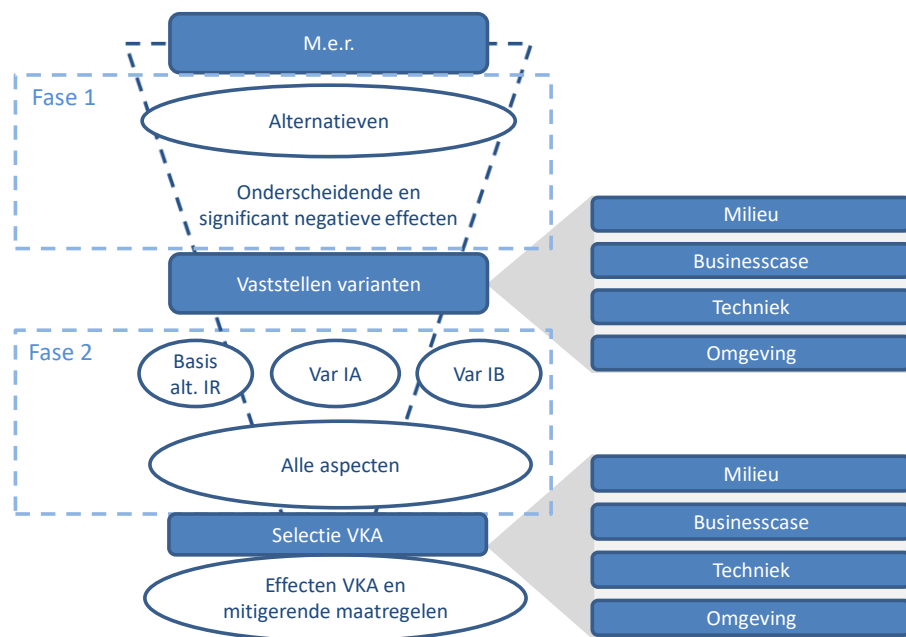 M.e.r.
Fase 1
Alternatieven
Onderscheidende en
significant negatieve effecten
Vaststellen varianten
Milieu
Businesscase
Techniek
Omgeving
Fase 2
Basis
alt. IR
Var IA
Var IB
Alle aspecten
Selectie VKA
Effecten VKA en
mitigerende maatregelen
Milieu
Businesscase
Techniek
Omgeving